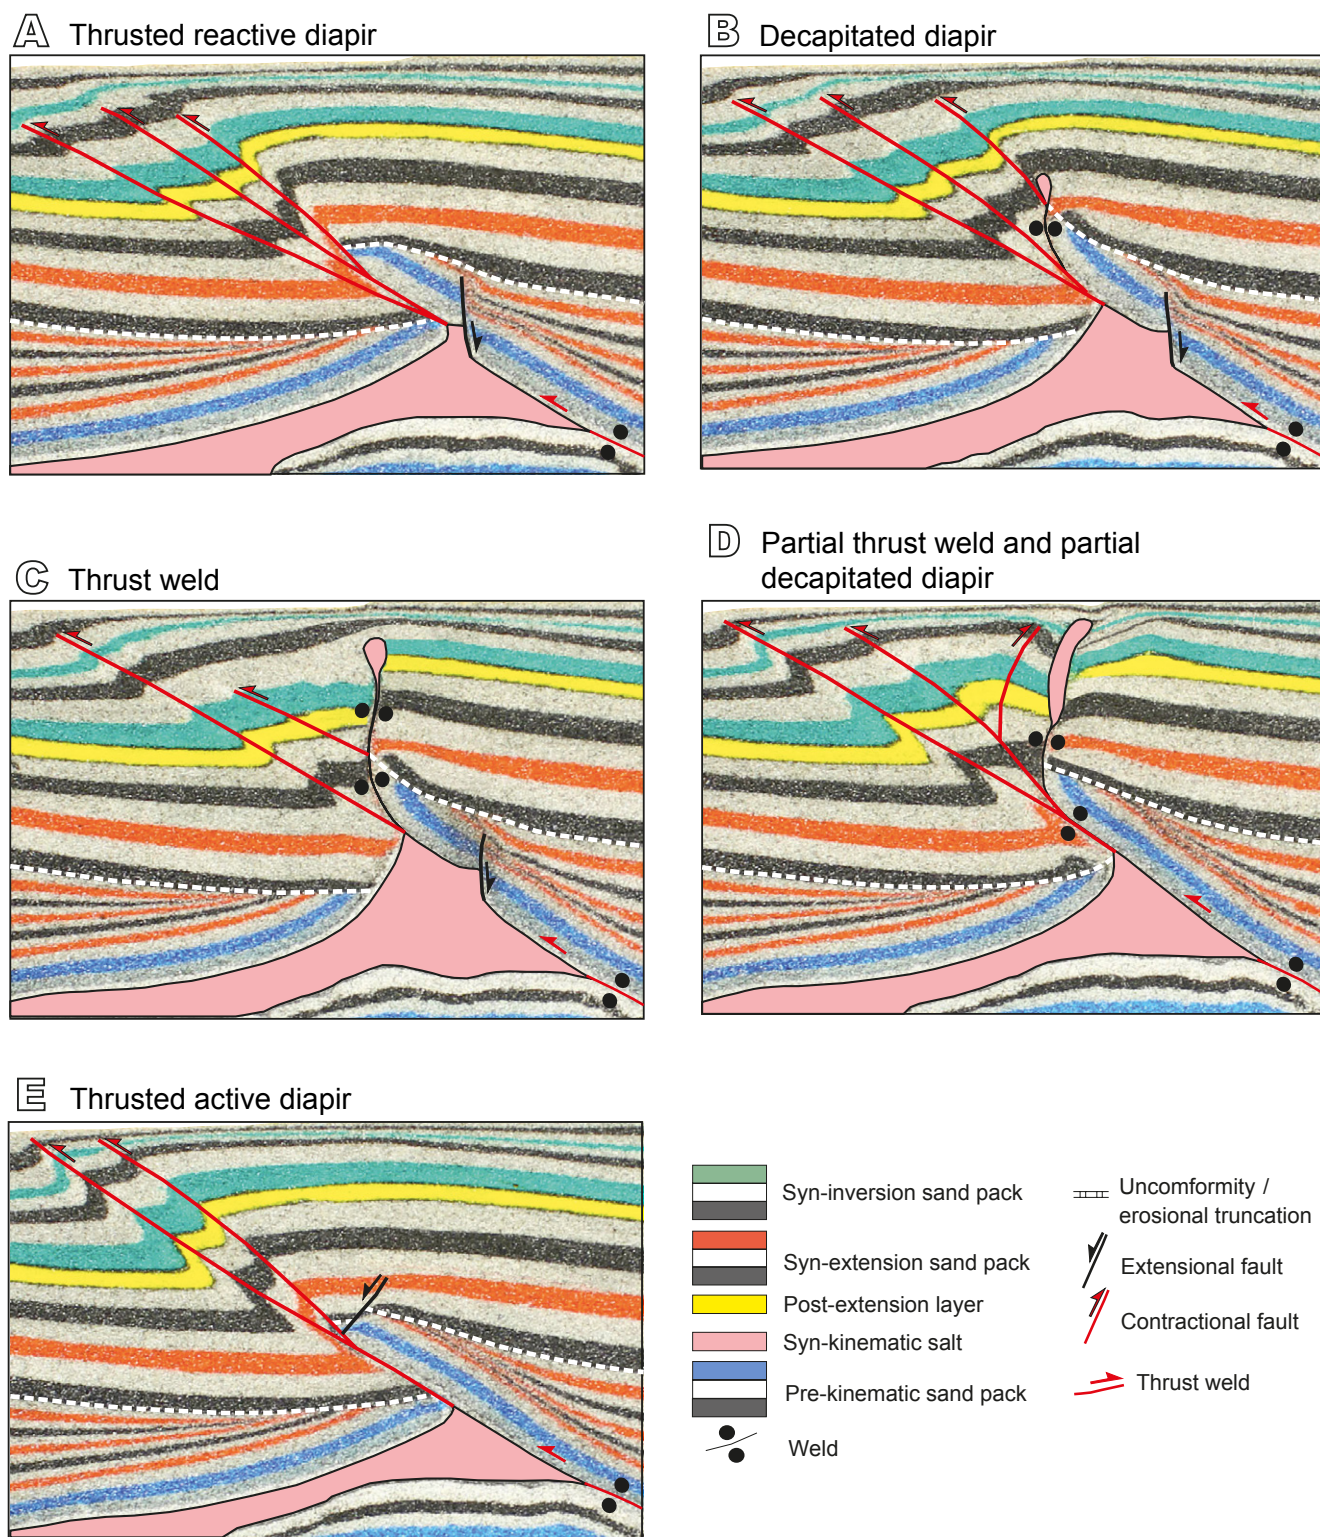 A Thrusted reactive diapir
B Decapitated diapir
C Thrust weld
D Partial thrust weld and partial
decapitated diapir
E Thrusted active diapir
Syn-inversion sand pack
Syn-extension sand pack
Post-extension layer
Syn-kinematic salt
Pre-kinematic sand pack
Weld
Uncomformity /
erosional truncation
Extensional fault
Contractional fault
Thrust weld